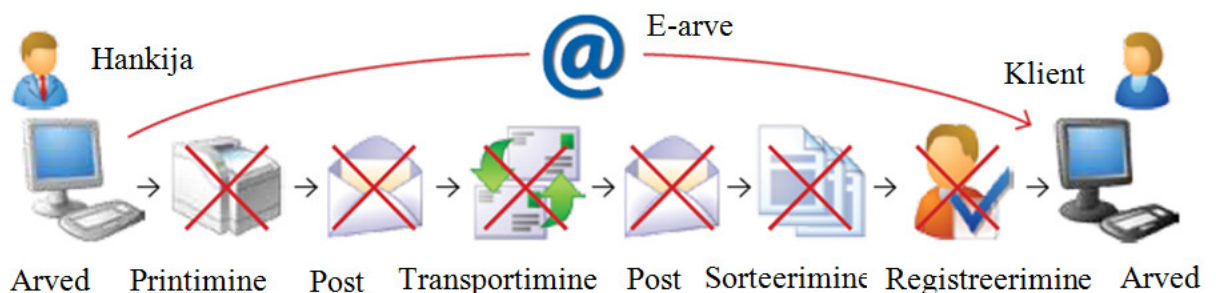 Hankija
@
E-arve
Klient
Arved Printimine Post Transportimine Post Sorteerimine Registreerimine Arved